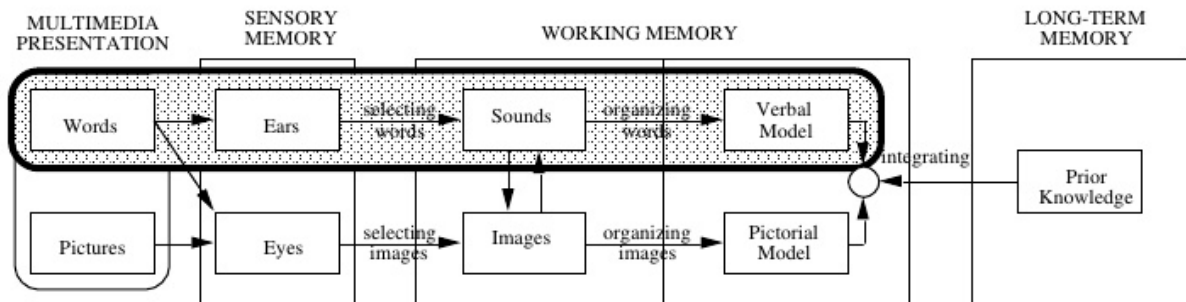 MULTIMEDIA
PRESENTATION
SENSORY
MEMORY
WORKING MEMORY
LONG-TERM
MEMORY
Words
Ears
selecting
words
Sounds
organizing
words
Verbal
Model
integrating
Prior
Knowledge
Pictures
Eyes
selecting
images
Images
organizing
images
Pictorial
Model